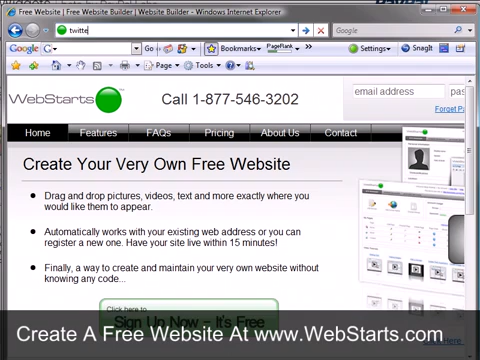 Free Website | Free Website Builder | Website Builder - Windows Internet Explorer
twitte
Google
Go
Bookmarks
PageRank
Settings
SnagIt
Google
Page
Tools
WebStarts
Call 1-877-546-3202
email address
pas
Forget Pa
Home
Features
FAQs
Pricing
About Us
Contact
Create Your Very Own Free Website
Drag and drop pictures, videos, text and more exactly where you
would like them to appear.
Automatically works with your existing web address or you can
register a new one. Have your site live within 15 minutes!
Finally, a way to create and maintain your very own website without
knowing any code...
Click here to
Sign Up Now – It's Free
Create A Free Website At www.WebStarts.com